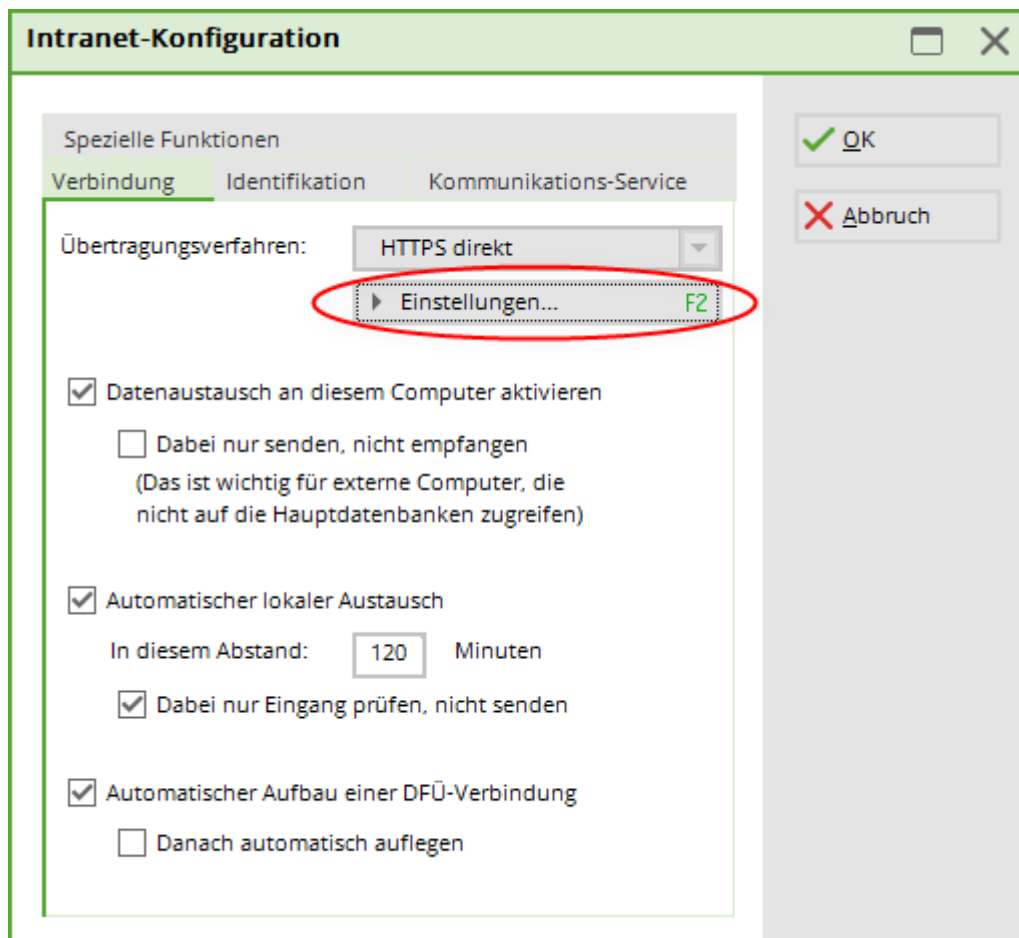 Intranet-Konfiguration
Spezielle Funktionen
Verbindung Identifikation Kommunikations-Service
Übertragungsverfahren: HTTPS direkt
Einstellungen... F2
Datenaustausch an diesem Computer aktivieren
Dabei nur senden, nicht empfangen
(Das ist wichtig für externe Computer, die
nicht auf die Hauptdatenbanken zugreifen)
Automatischer lokaler Austausch
In diesem Abstand: 120 Minuten
Dabei nur Eingang prüfen, nicht senden
Automatischer Aufbau einer DFÜ-Verbindung
Danach automatisch auflegen
OK
Abbruch